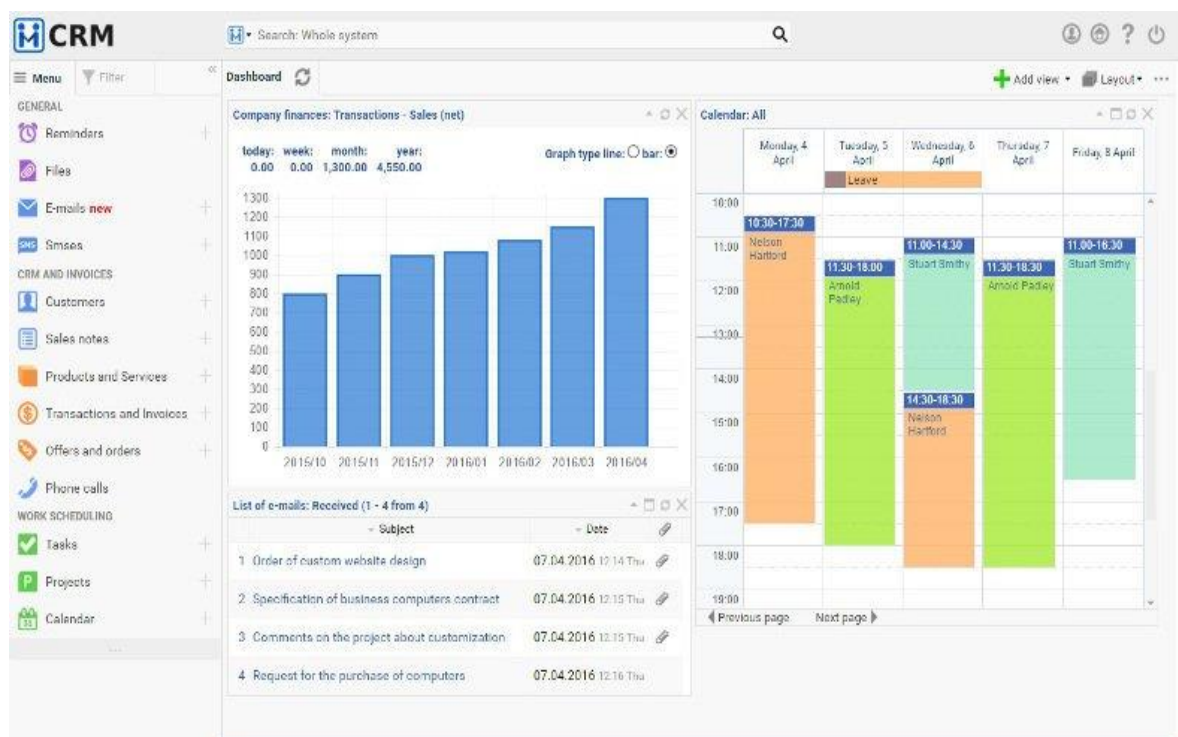 CRM
Search: Whole system
Menu
Filter
Dashboard
Add view
Layout
GENERAL
Reminders
Files
E-mails new
SMS Smses
CRM AND INVOICES
Customers
Sales notes
Products and Services
Transactions and Invoices
Offers and orders
Phone calls
WORK SCHEDULING
Tasks
P Projects
31 Calendar
Company finances: Transactions - Sales (net)
today: week: month: year:
0.00 0.00 1,300.00 4,550.00
Graph type line: bar:
1300
1200
1100
1000
900
800
700
600
500
400
300
200
100
0
2015/10 2015/11 2015/12 2016/01 2016/02 2016/03 2016/04
List of e-mails: Received (1 - 4 from 4)
Subject Date
1 Order of custom website design 07.04.2016 12:14 Thu
2 Specification of business computers contract 07.04.2016 12:15 Thu
3 Comments on the project about customization 07.04.2016 12:15 Thu
4 Request for the purchase of computers 07.04.2016 12:16 Thu
Calendar: All
Monday, 4
April
Tuesday, 5
April
Wednesday, 6
April
Thursday, 7
April
Friday, 8 April
Leave
10:00
11:00
12:00
13:00
14:00
15:00
16:00
17:00
18:00
19:00
10:30-17:30
Nelson
Hartford
11:30-18:00
Arnold
Padley
11:00-14:30
Stuart Smithy
14:30-18:30
Nelson
Hartford
11:30-18:30
Arnold Padley
11:00-16:30
Stuart Smithy
Previous page Next page